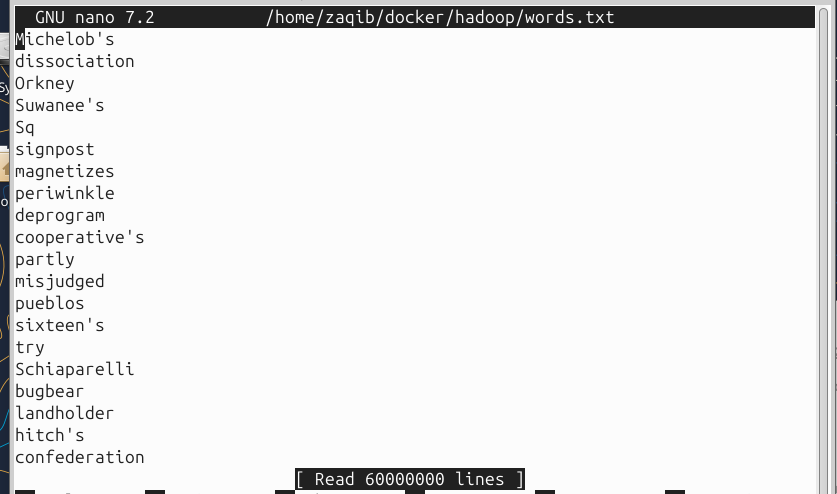 GNU nano 7.2 /home/zaqib/docker/hadoop/words.txt
Michelob's
dissociation
Orkney
Suwanee's
Sq
signpost
magnetizes
periwinkle
deprogram
cooperative's
partly
misjudged
pueblos
sixteen's
try
Schiaparelli
bugbear
landholder
hitch's
confederation
[ Read 60000000 lines ]